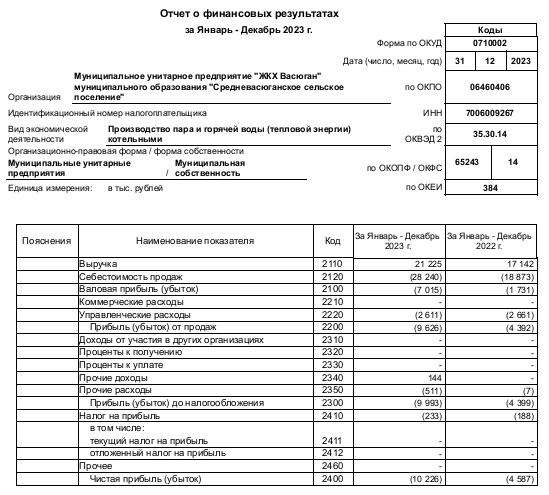 Отчет о финансовых результатах
за Январь - Декабрь 2023 г.
Коды
Форма по ОКУД 0710002
Дата (число, месяц, год) 31 12 2023
Организация Муниципальное унитарное предприятие "ЖКХ Васюган" муниципального образования "Средневасюганское сельское поселение" по ОКПО 06460406
Идентификационный номер налогоплательщика ИНН 7006009267
Вид экономической деятельности Производство пара и горячей воды (тепловой энергии) котельными по ОКВЭД 2 35.30.14
Организационно-правовая форма / форма собственности
Муниципальные унитарные предприятия / Муниципальная собственность по ОКОПФ / ОКФС 65243 14
Единица измерения: в тыс. рублей по ОКЕИ 384
Пояснения Наименование показателя Код За Январь - Декабрь 2023 г. За Январь - Декабрь 2022 г.
Выручка 2110 21 225 17 142
Себестоимость продаж 2120 (28 240) (18 873)
Валовая прибыль (убыток) 2100 (7 015) (1 731)
Коммерческие расходы 2210 - -
Управленческие расходы 2220 (2 611) (2 661)
Прибыль (убыток) от продаж 2200 (9 626) (4 392)
Доходы от участия в других организациях 2310 - -
Проценты к получению 2320 - -
Проценты к уплате 2330 - -
Прочие доходы 2340 144 -
Прочие расходы 2350 (511) (7)
Прибыль (убыток) до налогообложения 2300 (9 993) (4 399)
Налог на прибыль 2410 (233) (188)
в том числе:
текущий налог на прибыль 2411 - -
отложенный налог на прибыль 2412 - -
Прочее 2460 - -
Чистая прибыль (убыток) 2400 (10 226) (4 587)